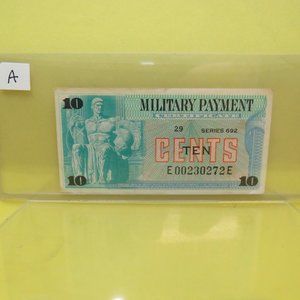 A
10 MILITARY PAYMENT
29 SERIES 692
CENTS
TEN
E00230272E
10 10